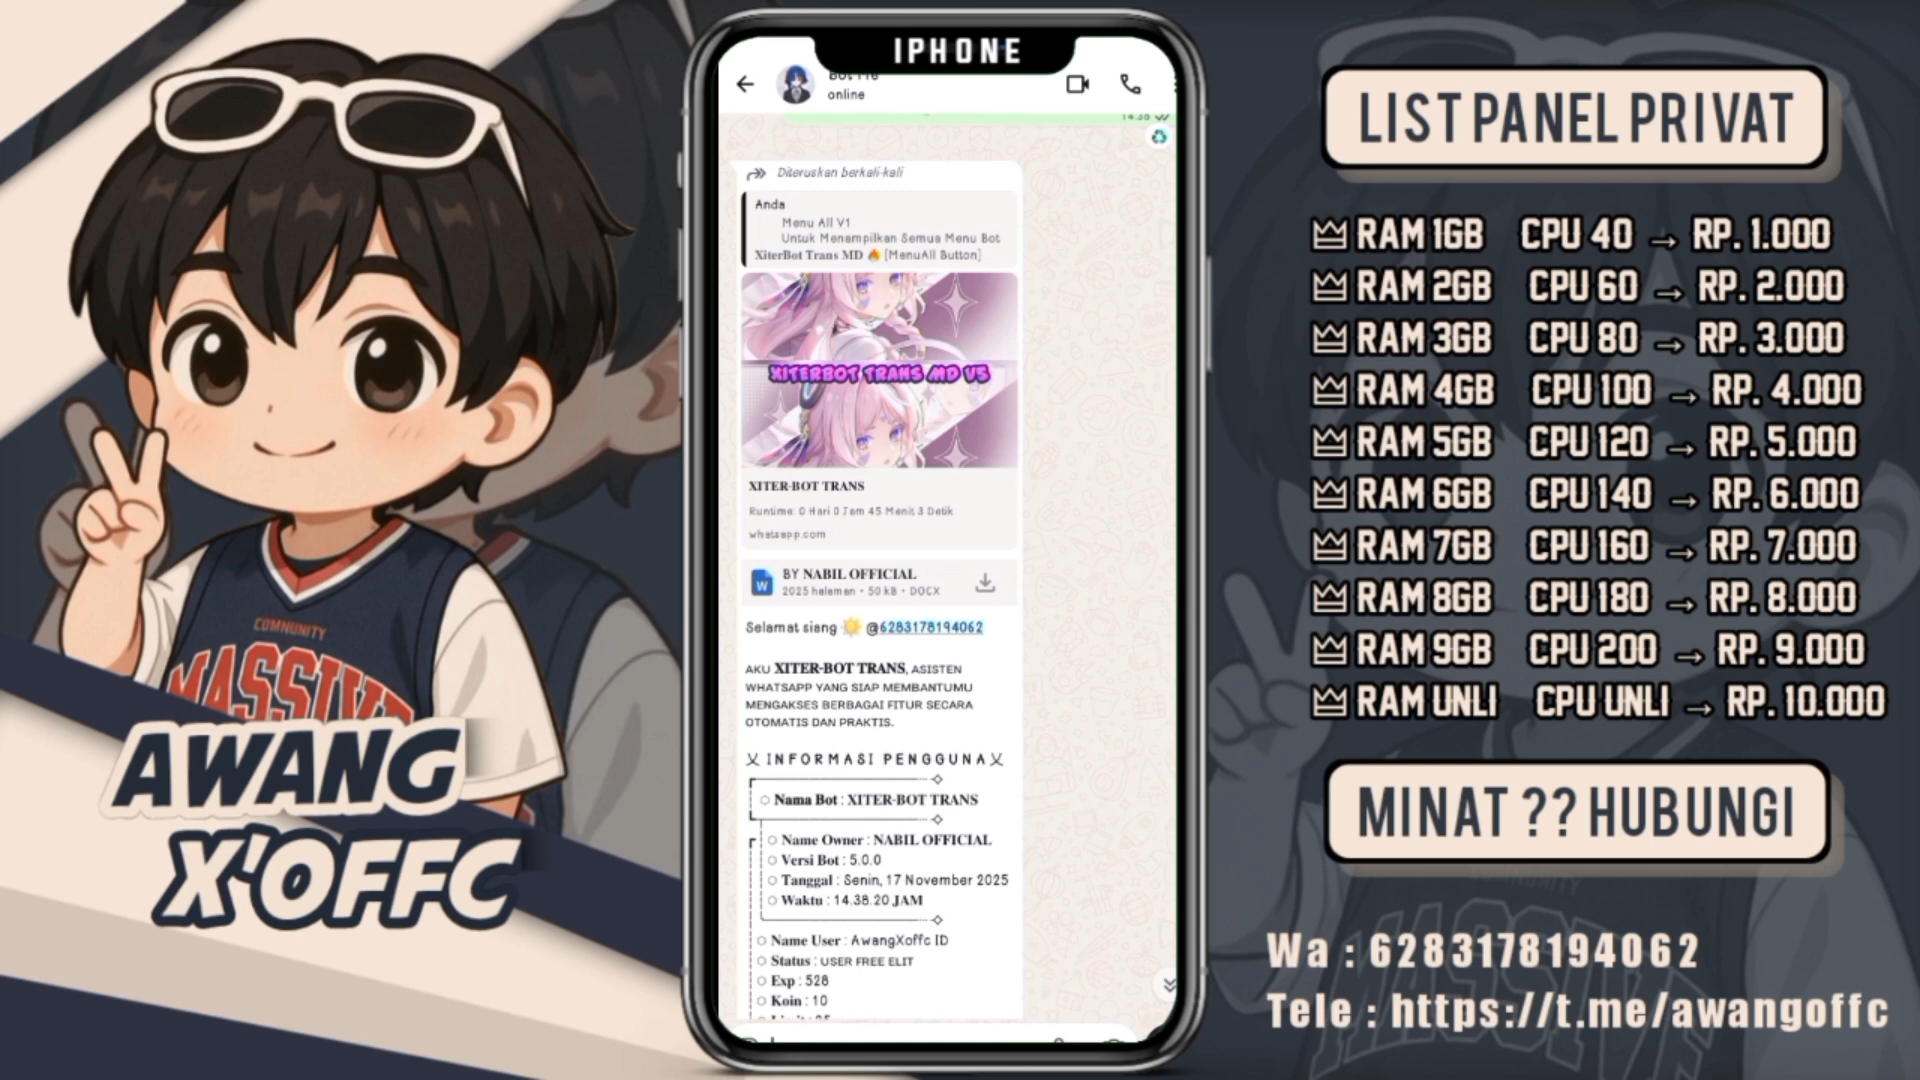 COMNUNITY
MASSIVE
AWANG
X'OFFC
IPHONE
online
14.38
Diteruskan berkali-kali
Anda
Menu All V1
Untuk Menampilkan Semua Menu Bot
XiterBot Trans MD 🔥 [MenuAll Button]
XITERBOT TRANS MD V5
XITER-BOT TRANS
Runtime: 0 Hari 0 Jam 45 Menit 3 Detik
whatsapp.com
BY NABIL OFFICIAL
2025 halaman • 50 kB • DOCX
Selamat siang ☀️ @6283178194062
AKU XITER-BOT TRANS, ASISTEN
WHATSAPP YANG SIAP MEMBANTUMU
MENGAKSES BERBAGAI FITUR SECARA
OTOMATIS DAN PRAKTIS.
INFORMASI PENGGUNA
Nama Bot : XITER-BOT TRANS
Name Owner : NABIL OFFICIAL
Versi Bot : 5.0.0
Tanggal : Senin, 17 November 2025
Waktu : 14.38.20 JAM
Name User : AwangXoffc ID
Status : USER FREE ELIT
Exp : 528
Koin : 10
LIST PANEL PRIVAT
RAM 1GB CPU 40 → RP. 1.000
RAM 2GB CPU 60 → RP. 2.000
RAM 3GB CPU 80 → RP. 3.000
RAM 4GB CPU 100 → RP. 4.000
RAM 5GB CPU 120 → RP. 5.000
RAM 6GB CPU 140 → RP. 6.000
RAM 7GB CPU 160 → RP. 7.000
RAM 8GB CPU 180 → RP. 8.000
RAM 9GB CPU 200 → RP. 9.000
RAM UNLI CPU UNLI → RP. 10.000
MINAT ?? HUBUNGI
Wa : 6283178194062
Tele : https://t.me/awangoffc